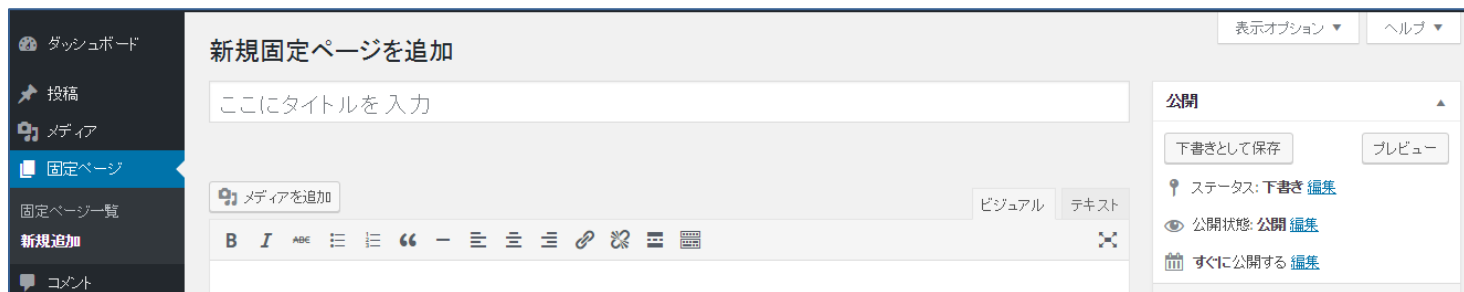 表示オプション ▼
ヘルプ ▼
ダッシュボード
投稿
メディア
固定ページ
固定ページ一覧
新規追加
コメント
新規固定ページを追加
ここにタイトルを入力
メディアを追加
ビジュアル
テキスト
B I ABC
公開
下書きとして保存
プレビュー
ステータス: 下書き 編集
公開状態: 公開 編集
すぐに公開する 編集